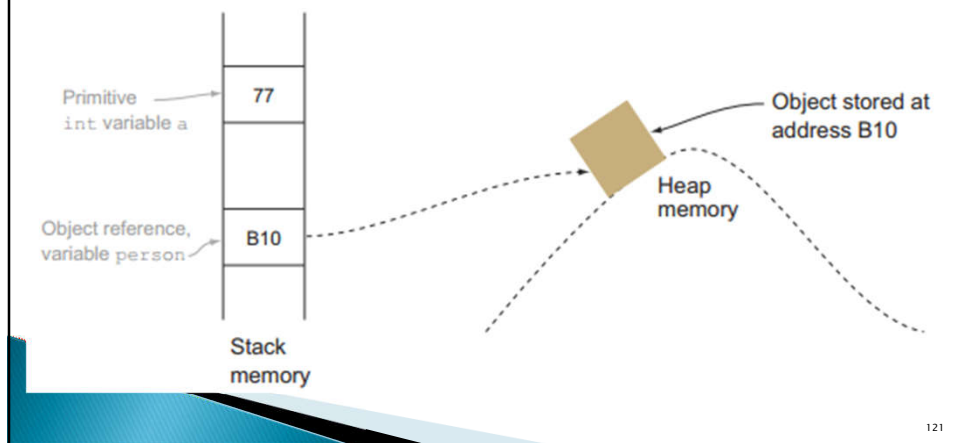 Primitive
int variable a
77
Object stored at
address B10
Heap
memory
Object reference,
variable person
B10
Stack
memory
121